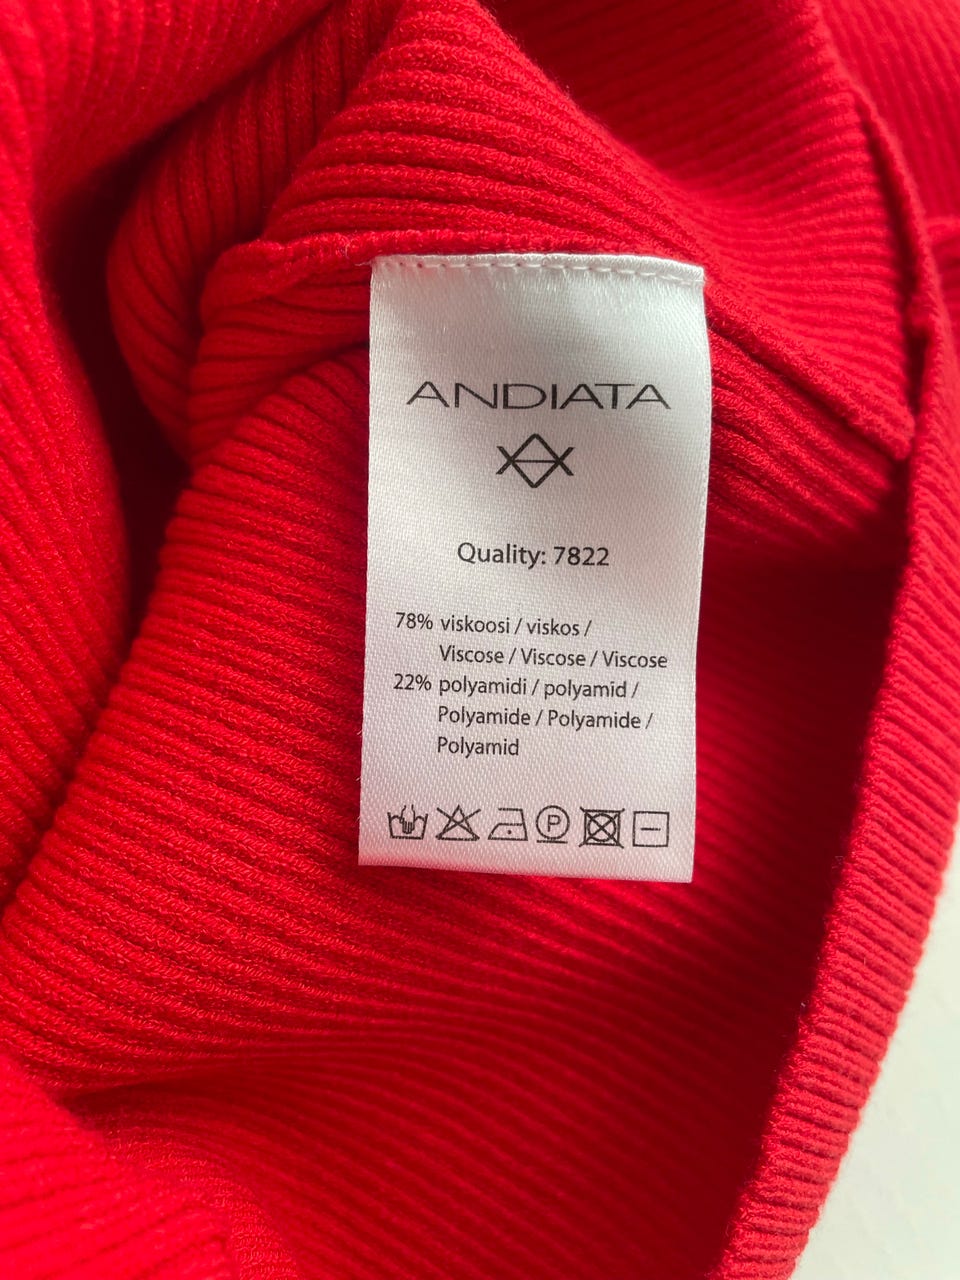 ANDIATA
Quality: 7822
78% viskoosi / viskos /
Viscose / Viscose / Viscose
22% polyamidi / polyamid /
Polyamide / Polyamide /
Polyamid
P